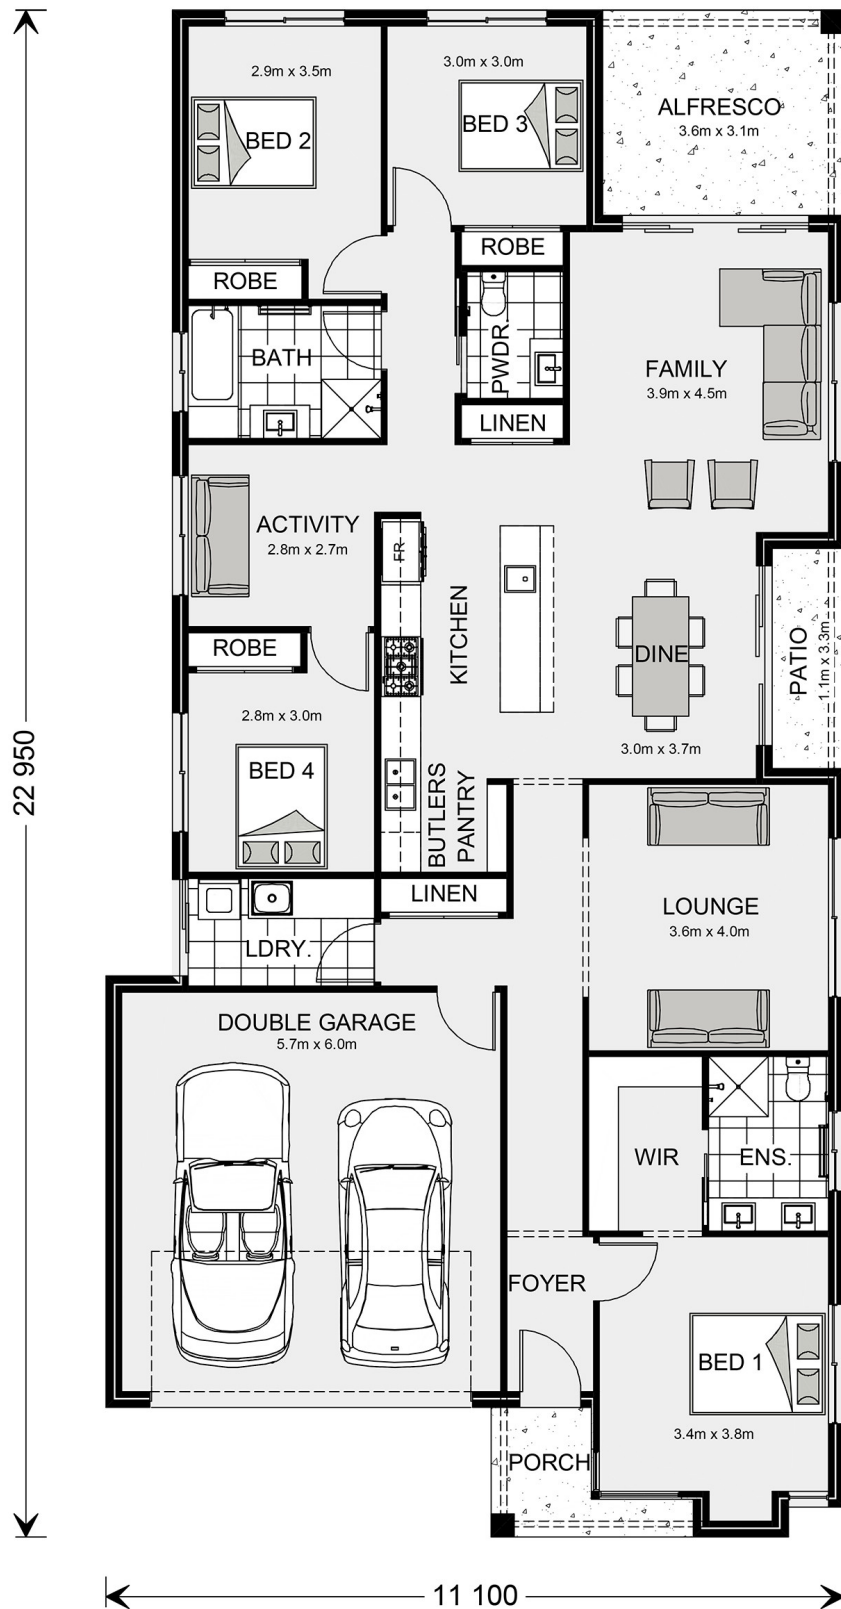 2.9m x 3.5m
BED 2
ROBE
3.0m x 3.0m
BED 3
ROBE
ALFRESCO
3.6m x 3.1m
BATH
PWDR.
LINEN
FAMILY
3.9m x 4.5m
ACTIVITY
2.8m x 2.7m
FR
KITCHEN
DINE
3.0m x 3.7m
PATIO
1.1m x 3.3m
ROBE
2.8m x 3.0m
BED 4
BUTLERS
PANTRY
LINEN
LDRY.
LOUNGE
3.6m x 4.0m
DOUBLE GARAGE
5.7m x 6.0m
WIR
ENS.
FOYER
BED 1
3.4m x 3.8m
PORCH
22 950
11 100